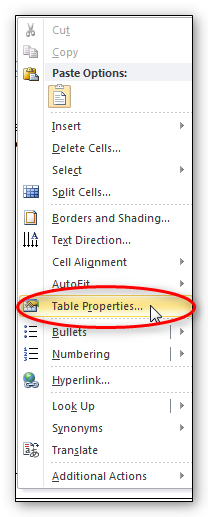 Cut
Copy
Paste Options:
Insert
Delete Cells...
Select
Split Cells...
Borders and Shading...
Text Direction...
Cell Alignment
AutoFit
Table Properties...
Bullets
Numbering
Hyperlink...
Look Up
Synonyms
Translate
Additional Actions